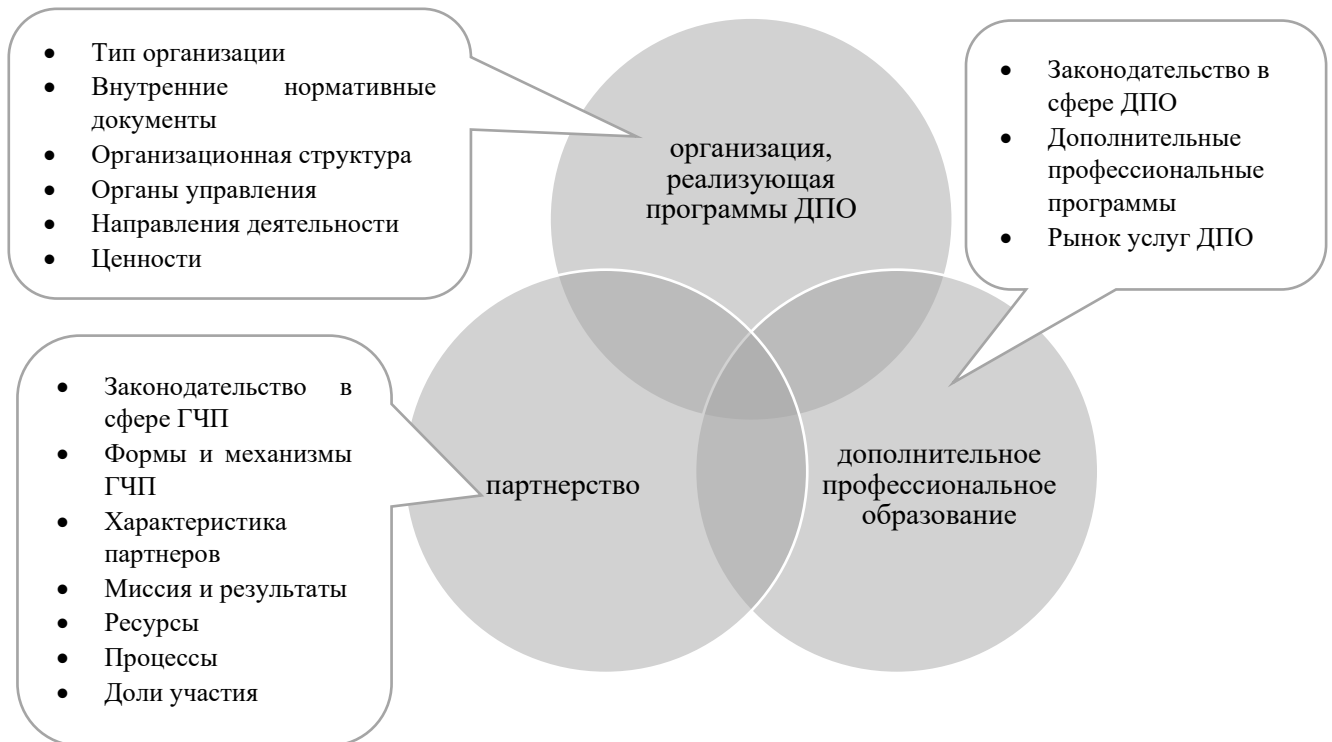 • Тип организации
• Внутренние нормативные
документы
• Организационная структура
• Органы управления
• Направления деятельности
• Ценности
организация,
реализующая
программы ДПО
• Законодательство в
сфере ДПО
• Дополнительные
профессиональные
программы
• Рынок услуг ДПО
• Законодательство в
сфере ГЧП
• Формы и механизмы
ГЧП
• Характеристика
партнеров
• Миссия и результаты
• Ресурсы
• Процессы
• Доли участия
партнерство
дополнительное
профессиональное
образование